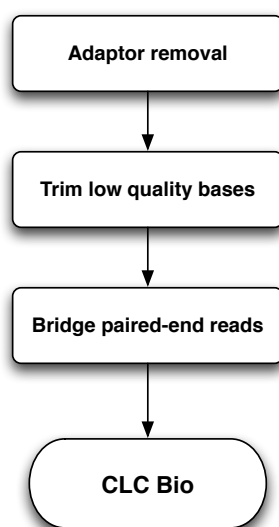 Adaptor removal
Trim low quality bases
Bridge paired-end reads
CLC Bio